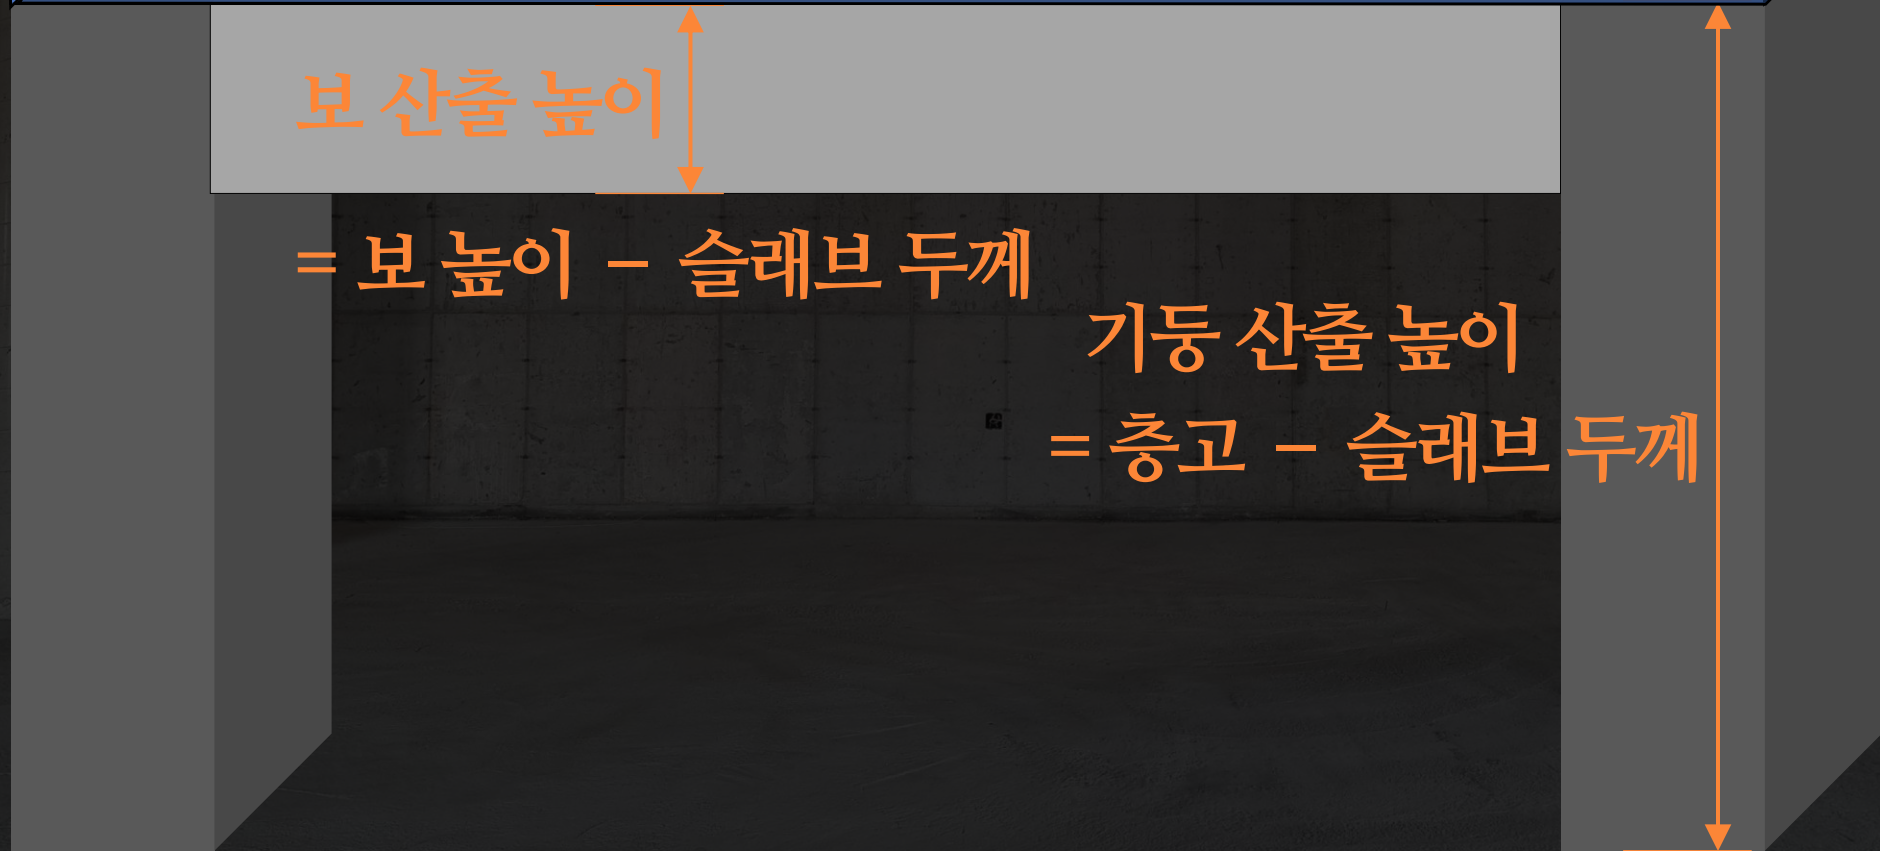 보 산출 높이
= 보 높이 − 슬래브 두께
기둥 산출 높이
= 층고 − 슬래브 두께